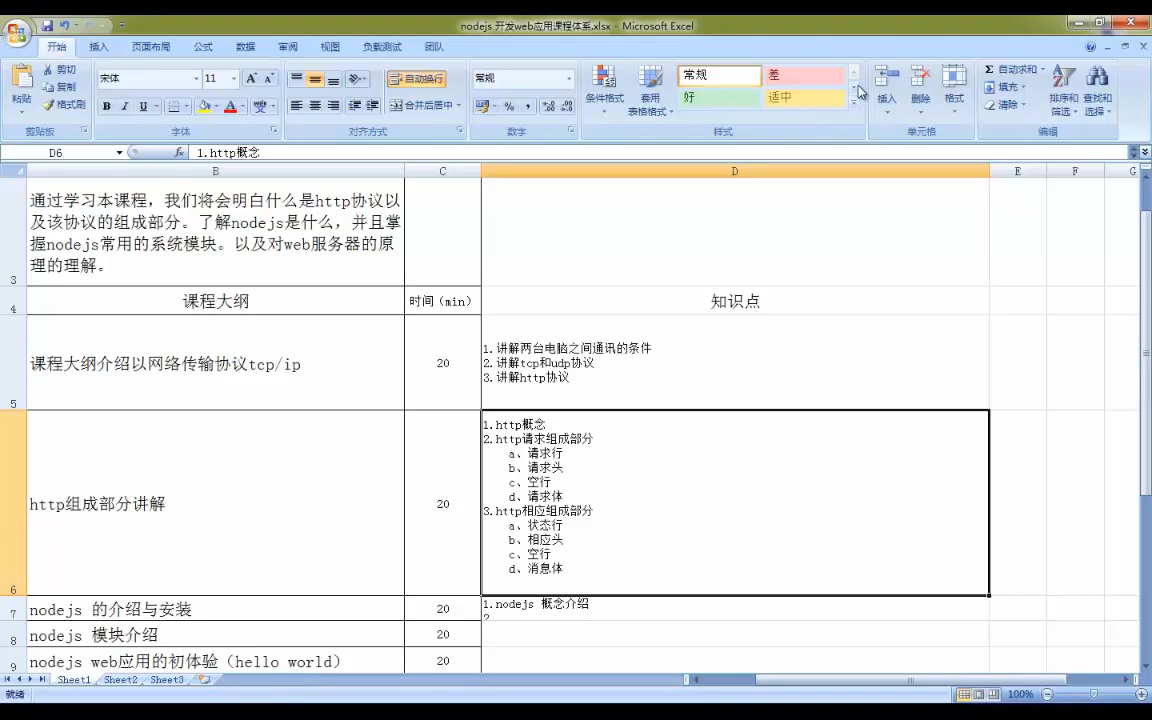 nodejs 开发web应用课程体系.xlsx - Microsoft Excel
开始 插入 页面布局 公式 数据 审阅 视图 负载测试 团队
粘贴 剪切 复制 格式刷 剪贴板
宋体 11 B I U 字体
自动换行 合并后居中 对齐方式
常规 % 数字
条件格式 套用表格格式 常规 差 好 适中 样式
插入 删除 格式 单元格
Σ 自动求和 填充 清除 排序和筛选 查找和选择 编辑
D6 fx 1.http概念
B C D E F G
3 通过学习本课程，我们将会明白什么是http协议以
及该协议的组成部分。了解nodejs是什么，并且掌
握nodejs常用的系统模块。以及对web服务器的原
理的理解。
4 课程大纲 时间（min） 知识点
5 课程大纲介绍以网络传输协议tcp/ip 20
1.讲解两台电脑之间通讯的条件
2.讲解tcp和udp协议
3.讲解http协议
6 http组成部分讲解 20
1.http概念
2.http请求组成部分
a、请求行
b、请求头
c、空行
d、请求体
3.http相应组成部分
a、状态行
b、相应头
c、空行
d、消息体
7 nodejs 的介绍与安装 20 1.nodejs 概念介绍
2
8 nodejs 模块介绍 20
9 nodejs web应用的初体验（hello world） 20
Sheet1 Sheet2 Sheet3
就绪 100%